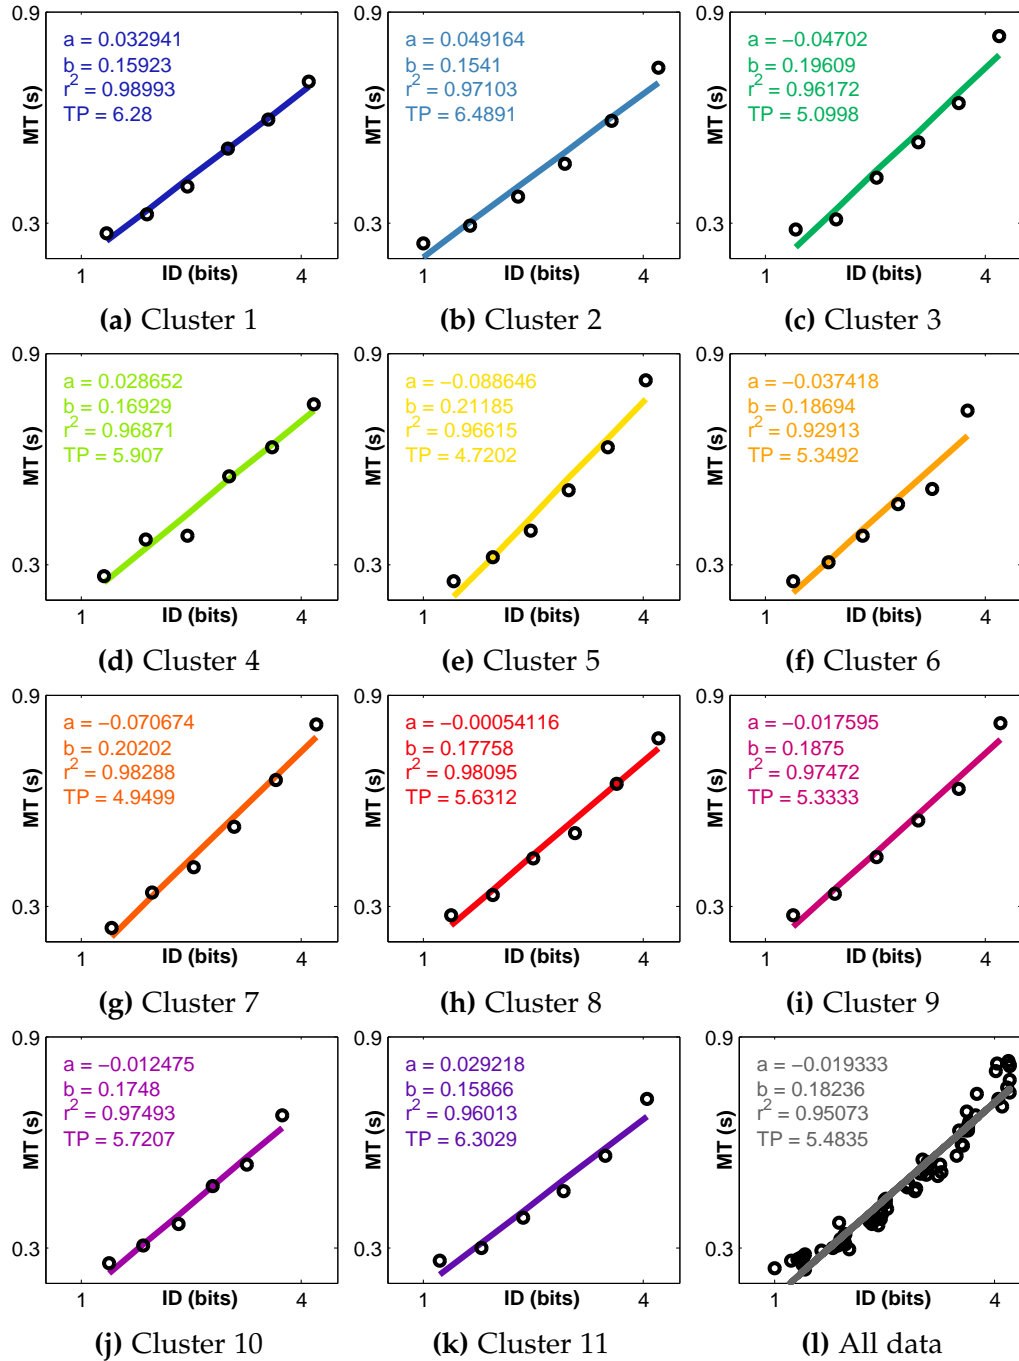 0.9
a = 0.032941
b = 0.15923
r² = 0.98993
TP = 6.28
MT (s)
0.3
1 ID (bits) 4
(a) Cluster 1
a = 0.049164
b = 0.1541
r² = 0.97103
TP = 6.4891
MT (s)
0.3
1 ID (bits) 4
(b) Cluster 2
0.9
a = −0.04702
b = 0.19609
r² = 0.96172
TP = 5.0998
MT (s)
0.3
1 ID (bits) 4
(c) Cluster 3
0.9
a = 0.028652
b = 0.16929
r² = 0.96871
TP = 5.907
MT (s)
0.3
1 ID (bits) 4
(d) Cluster 4
0.9
a = −0.088646
b = 0.21185
r² = 0.96615
TP = 4.7202
MT (s)
0.3
1 ID (bits) 4
(e) Cluster 5
0.9
a = −0.037418
b = 0.18694
r² = 0.92913
TP = 5.3492
MT (s)
0.3
1 ID (bits) 4
(f) Cluster 6
0.9
a = −0.070674
b = 0.20202
r² = 0.98288
TP = 4.9499
MT (s)
0.3
1 ID (bits) 4
(g) Cluster 7
0.9
a = −0.00054116
b = 0.17758
r² = 0.98095
TP = 5.6312
MT (s)
0.3
1 ID (bits) 4
(h) Cluster 8
0.9
a = −0.017595
b = 0.1875
r² = 0.97472
TP = 5.3333
MT (s)
0.3
1 ID (bits) 4
(i) Cluster 9
0.9
a = −0.012475
b = 0.1748
r² = 0.97493
TP = 5.7207
MT (s)
0.3
1 ID (bits) 4
(j) Cluster 10
0.9
a = 0.029218
b = 0.15866
r² = 0.96013
TP = 6.3029
MT (s)
0.3
1 ID (bits) 4
(k) Cluster 11
0.9
a = −0.019333
b = 0.18236
r² = 0.95073
TP = 5.4835
MT (s)
0.3
1 ID (bits) 4
(l) All data